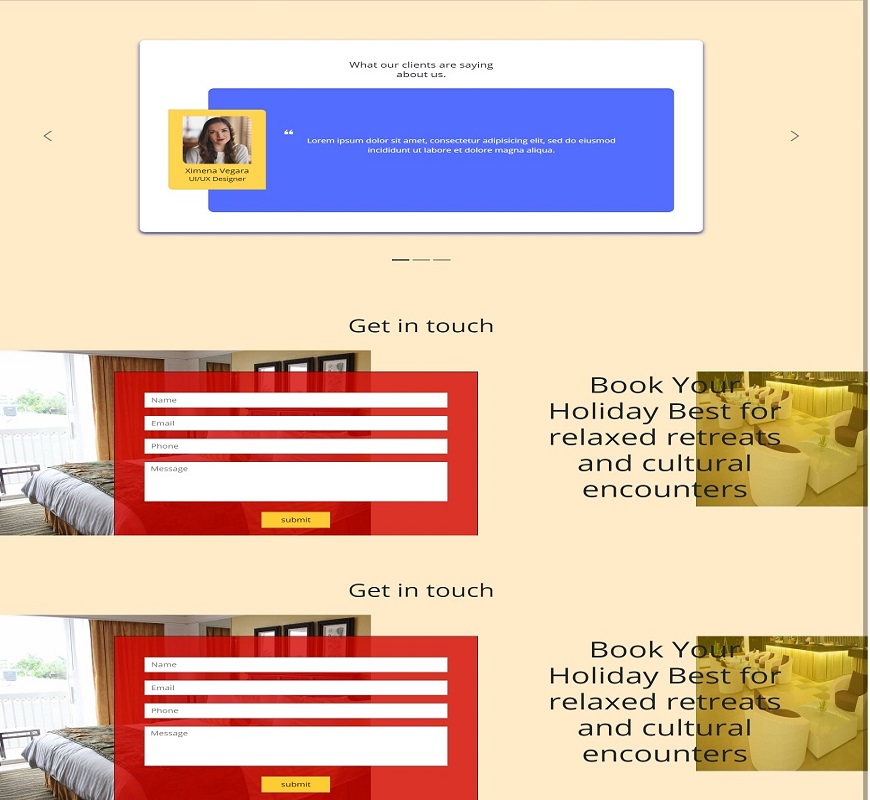 What our clients are saying
about us.
“
Lorem ipsum dolor sit amet, consectetur adipisicing elit, sed do eiusmod
incididunt ut labore et dolore magna aliqua.
Ximena Vegara
UI/UX Designer
Get in touch
Name
Email
Phone
Message
submit
Book Your
Holiday Best for
relaxed retreats
and cultural
encounters
Get in touch
Name
Email
Phone
Message
submit
Book Your
Holiday Best for
relaxed retreats
and cultural
encounters